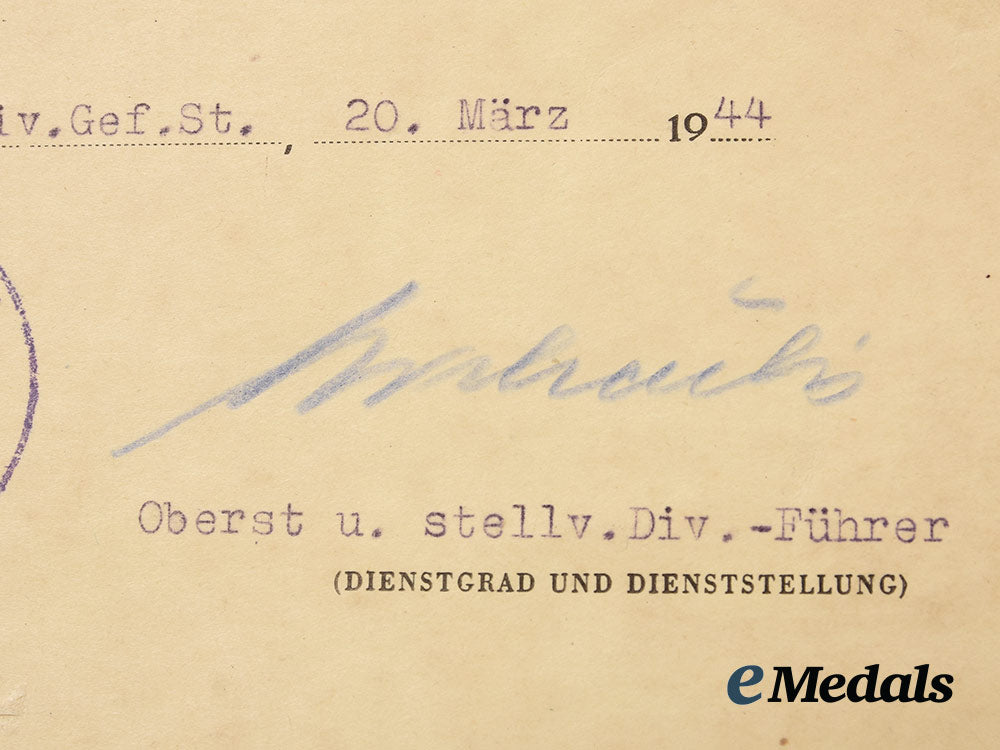 iv.Gef.St. , 20. März 1944
Oberst u. stellv.Div.-Führer
(DIENSTGRAD UND DIENSTSTELLUNG)
eMedals